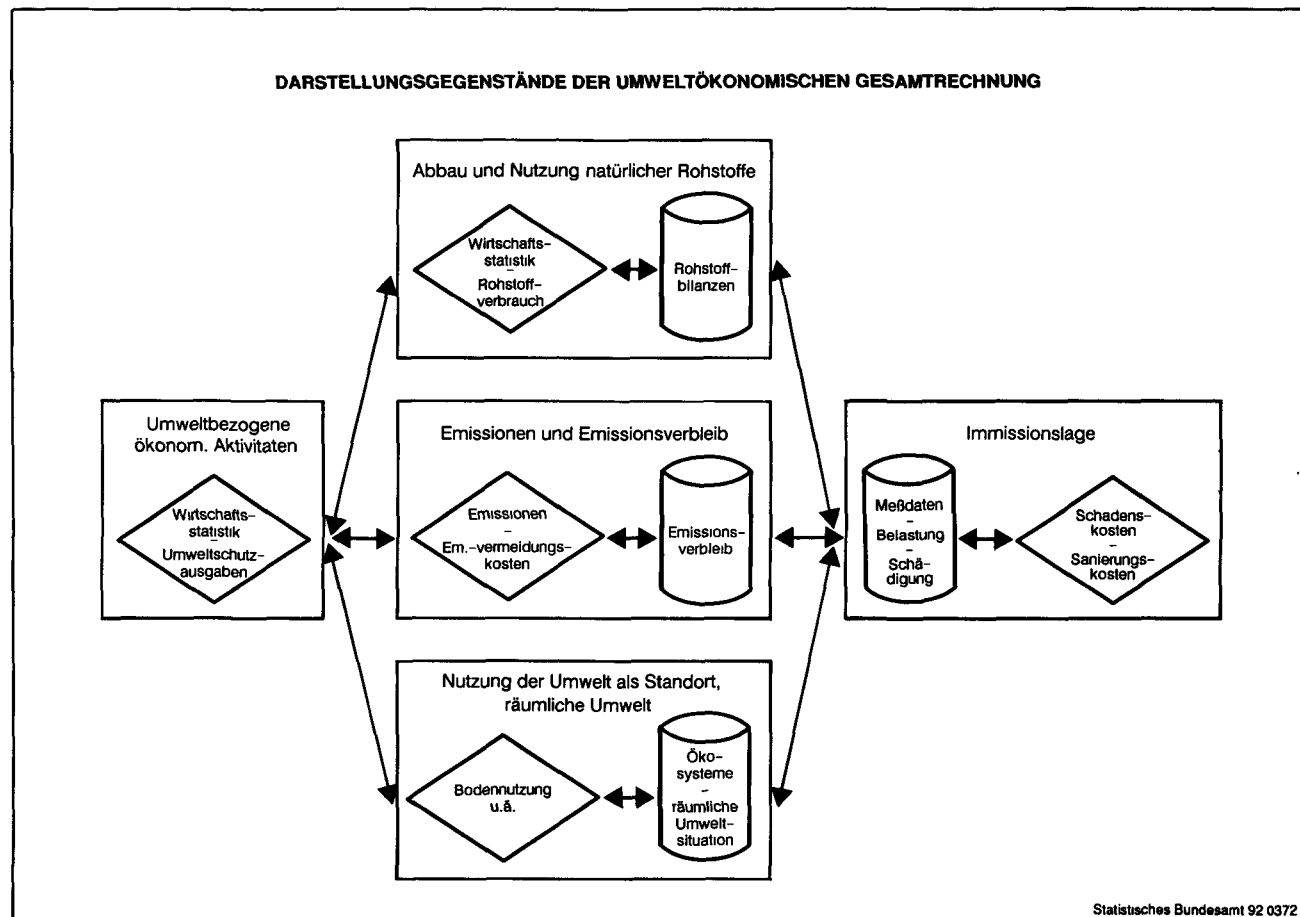 DARSTELLUNGSGEGENSTÄNDE DER UMWELTÖKONOMISCHEN GESAMTRECHNUNG
Abbau und Nutzung natürlicher Rohstoffe
Wirtschafts-
statistik
–
Rohstoff-
verbrauch
Rohstoff-
bilanzen
Umweltbezogene
ökonom. Aktivitaten
Wirtschafts-
statistik
–
Umweltschutz-
ausgaben
Emissionen und Emissionsverbleib
Emissionen
–
Em.-vermeidungs-
kosten
Emissions-
verbleib
Immissionslage
Meßdaten
–
Belastung
–
Schä-
digung
Schadens-
kosten
–
Sanierungs-
kosten
Nutzung der Umwelt als Standort,
räumliche Umwelt
Bodennutzung
u.ä.
Öko-
systeme
–
räumliche
Umwelt-
situation
Statistisches Bundesamt 92 0372